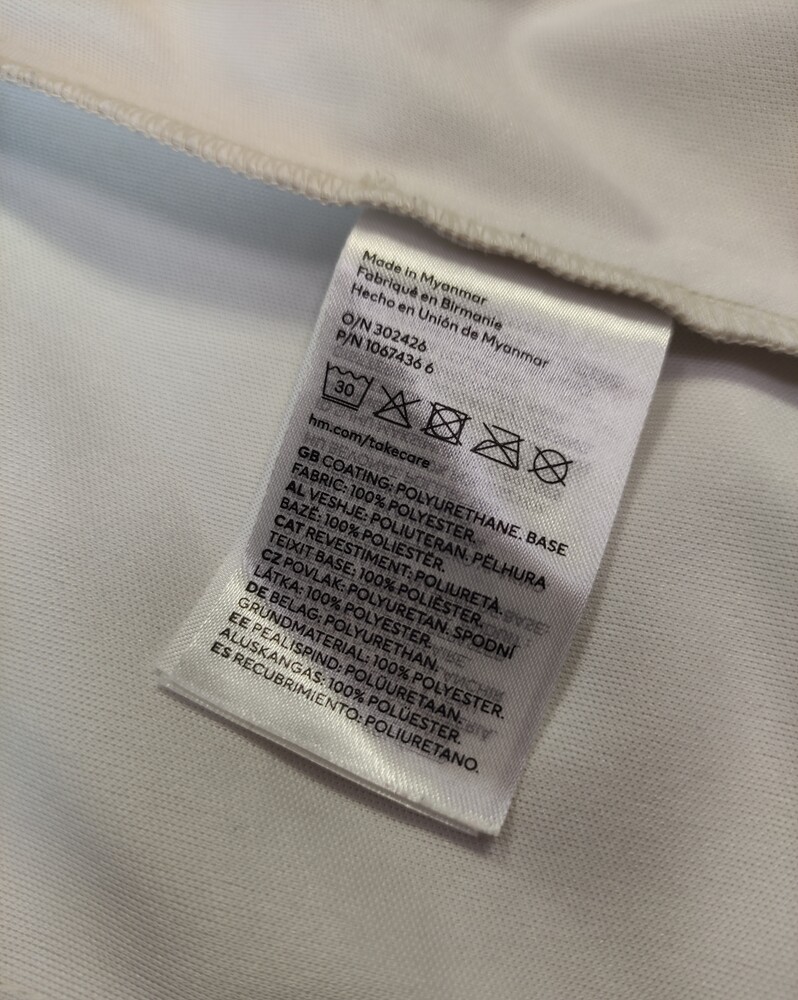 Made in Myanmar
Fabriqué en Birmanie
Hecho en Unión de Myanmar
O/N 302426
P/N 1067436 6
30
hm.com/takecare
GB COATING: POLYURETHANE. BASE
FABRIC: 100% POLYESTER.
AL VESHJE: POLIUTERAN. PËLHURA
BAZË: 100% POLIESTËR.
CAT REVESTIMENT: POLIURETÀ.
TEIXIT BASE: 100% POLIÈSTER.
CZ POVLAK: POLYURETAN. SPODNÍ
LÁTKA: 100% POLYESTER.
DE BELAG: POLYURETHAN.
GRUNDMATERIAL: 100% POLYESTER.
EE PEALISPIND: POLÜURETAAN.
ALUSKANGAS: 100% POLÜESTER.
ES RECUBRIMIENTO: POLIURETANO.